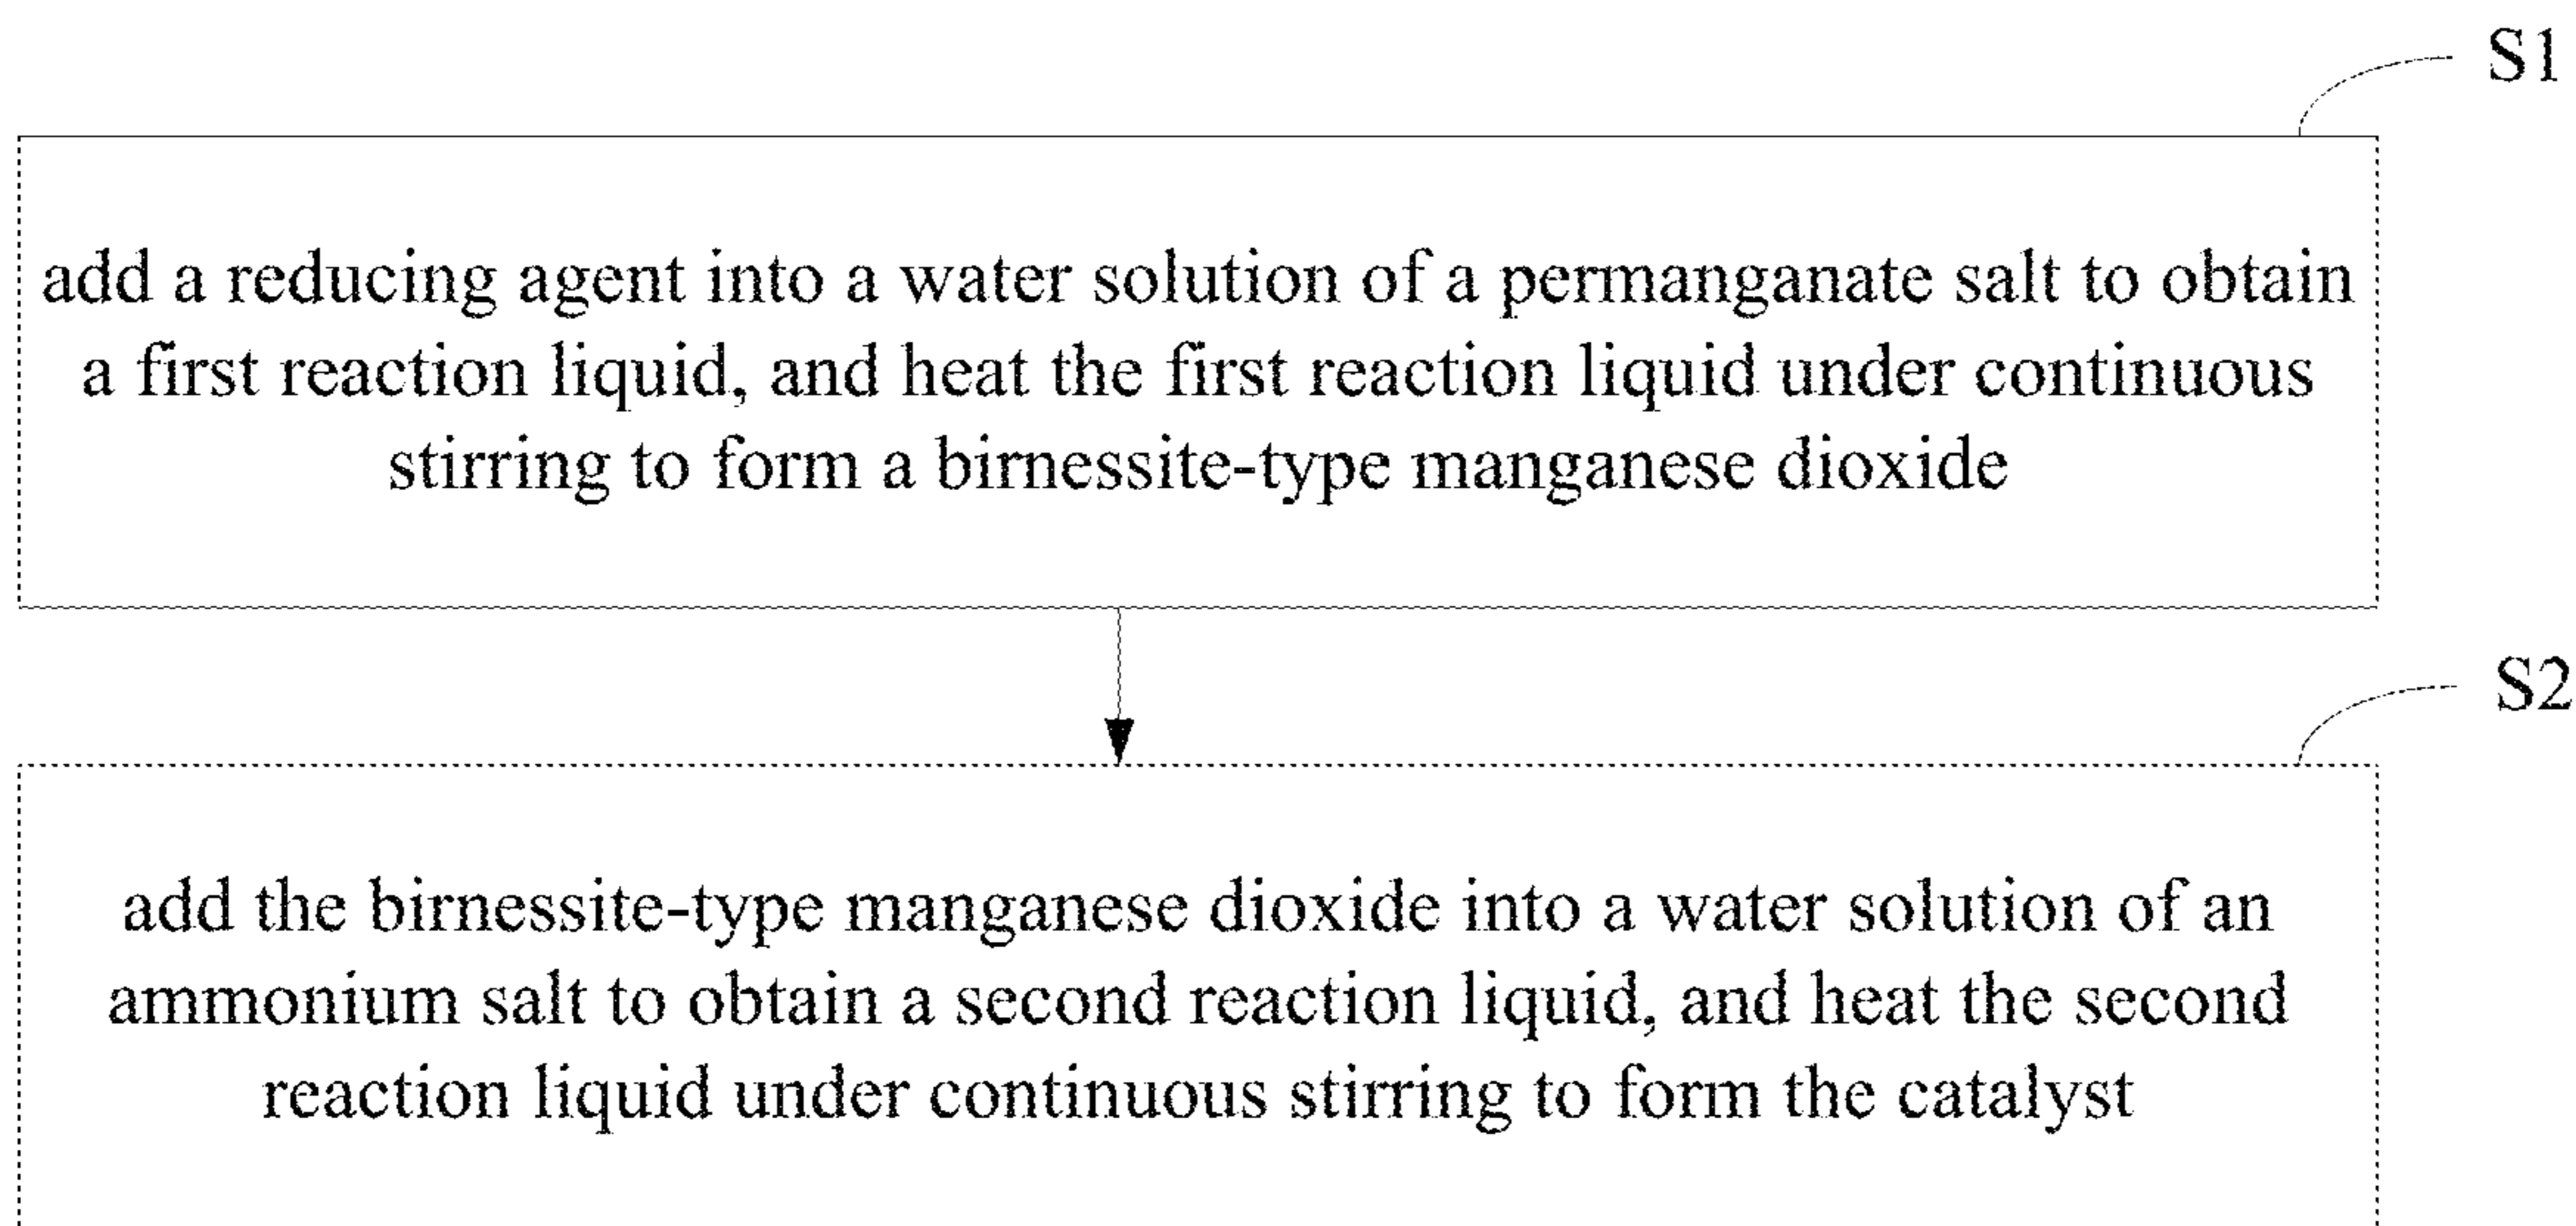 S1
add a reducing agent into a water solution of a permanganate salt to obtain
a first reaction liquid, and heat the first reaction liquid under continuous
stirring to form a birnessite-type manganese dioxide
S2
add the birnessite-type manganese dioxide into a water solution of an
ammonium salt to obtain a second reaction liquid, and heat the second
reaction liquid under continuous stirring to form the catalyst